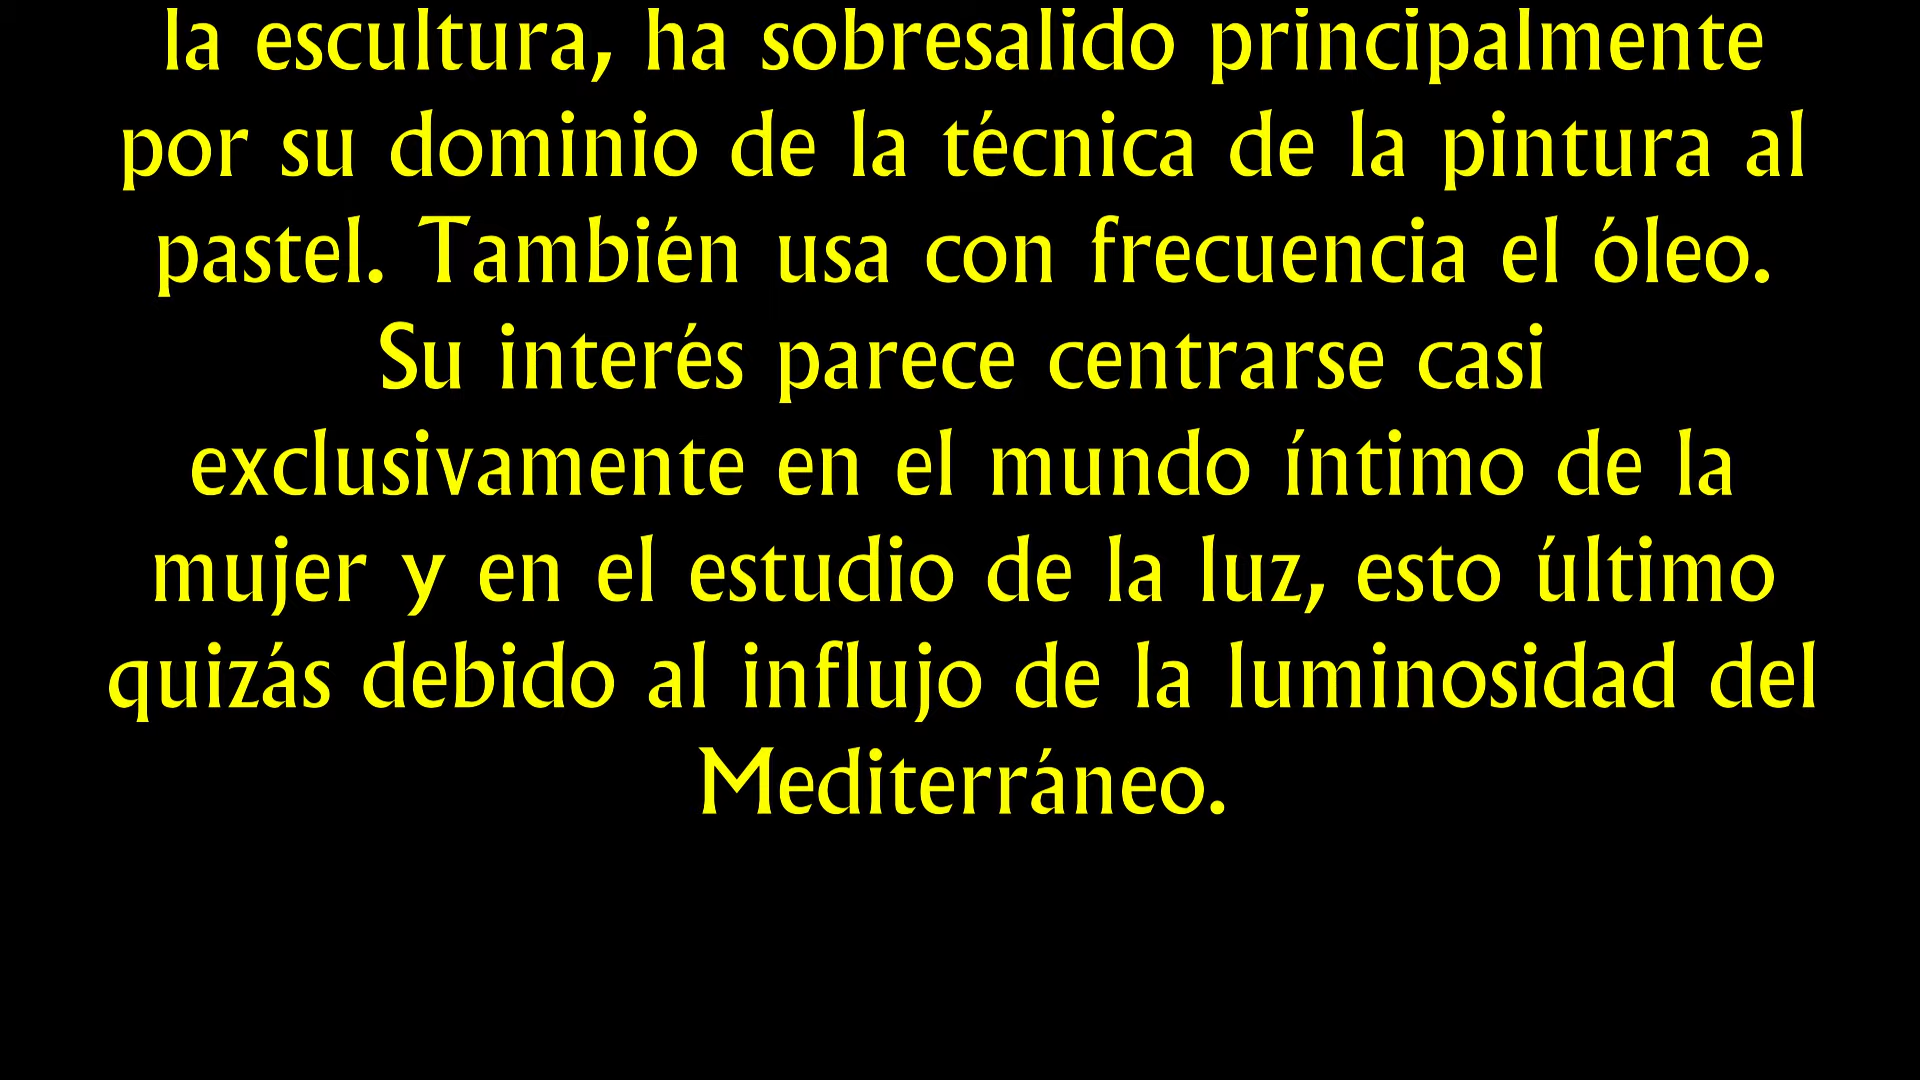 la escultura, ha sobresalido principalmente
por su dominio de la técnica de la pintura al
pastel. También usa con frecuencia el óleo.
Su interés parece centrarse casi
exclusivamente en el mundo íntimo de la
mujer y en el estudio de la luz, esto último
quizás debido al influjo de la luminosidad del
Mediterráneo.